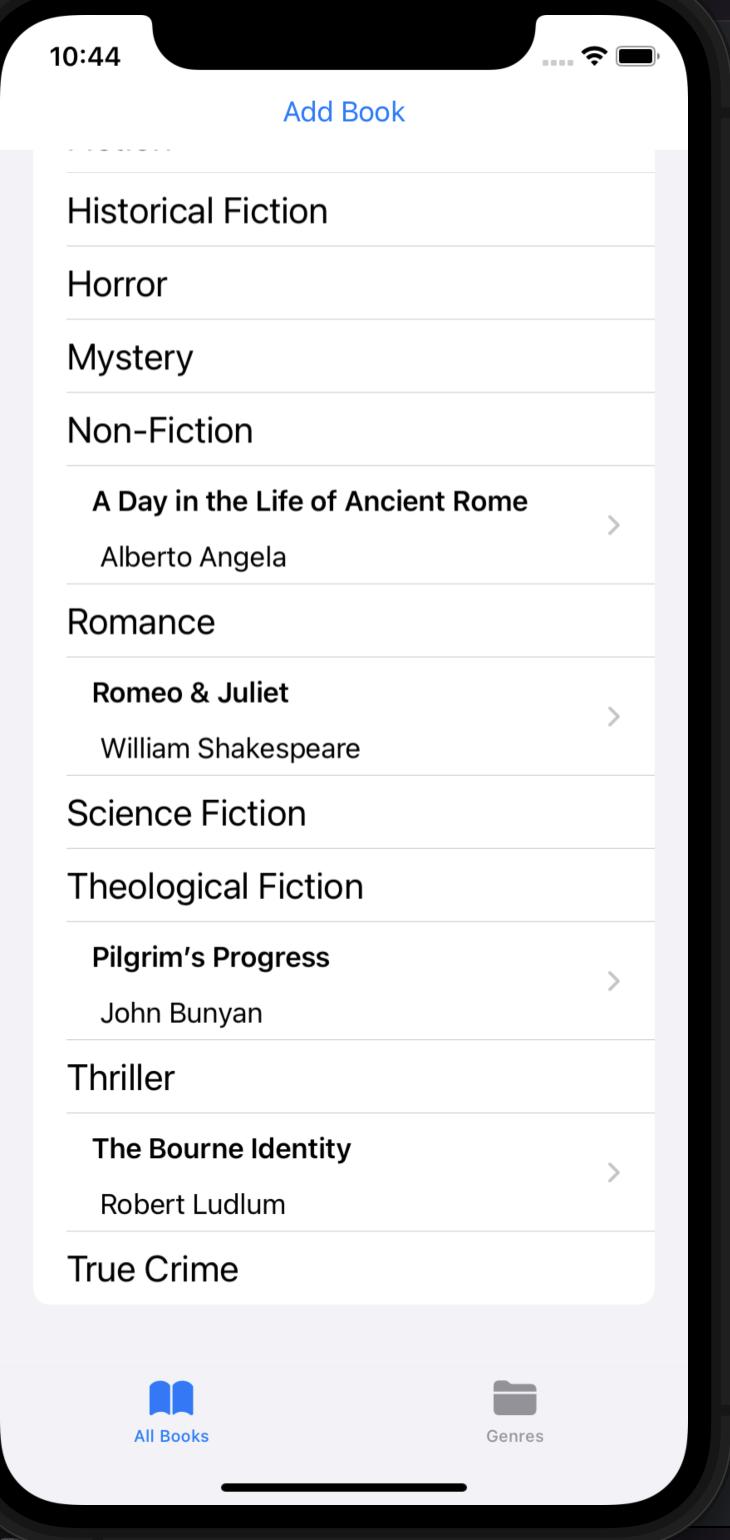 10:44
Add Book
Historical Fiction
Horror
Mystery
Non-Fiction
A Day in the Life of Ancient Rome
Alberto Angela
Romance
Romeo & Juliet
William Shakespeare
Science Fiction
Theological Fiction
Pilgrim’s Progress
John Bunyan
Thriller
The Bourne Identity
Robert Ludlum
True Crime
All Books
Genres